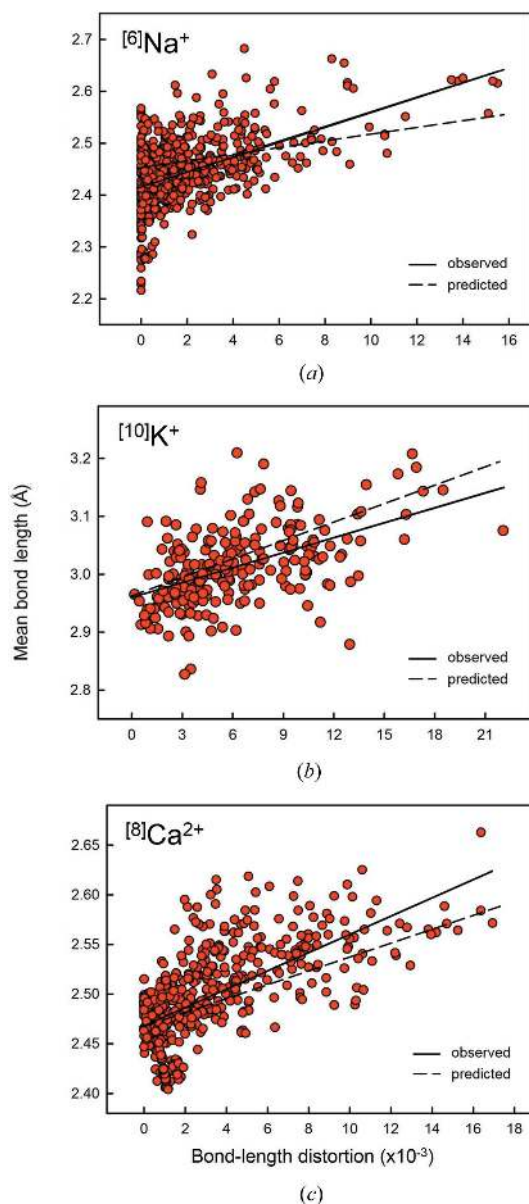 [6]Na+
2.7
2.6
2.5
2.4
2.3
2.2
observed
predicted
0 2 4 6 8 10 12 14 16
(a)
[10]K+
3.2
3.1
3.0
2.9
2.8
Mean bond length (Å)
observed
predicted
0 3 6 9 12 15 18 21
(b)
[8]Ca2+
2.65
2.60
2.55
2.50
2.45
2.40
observed
predicted
0 2 4 6 8 10 12 14 16 18
Bond-length distortion (x10-3)
(c)